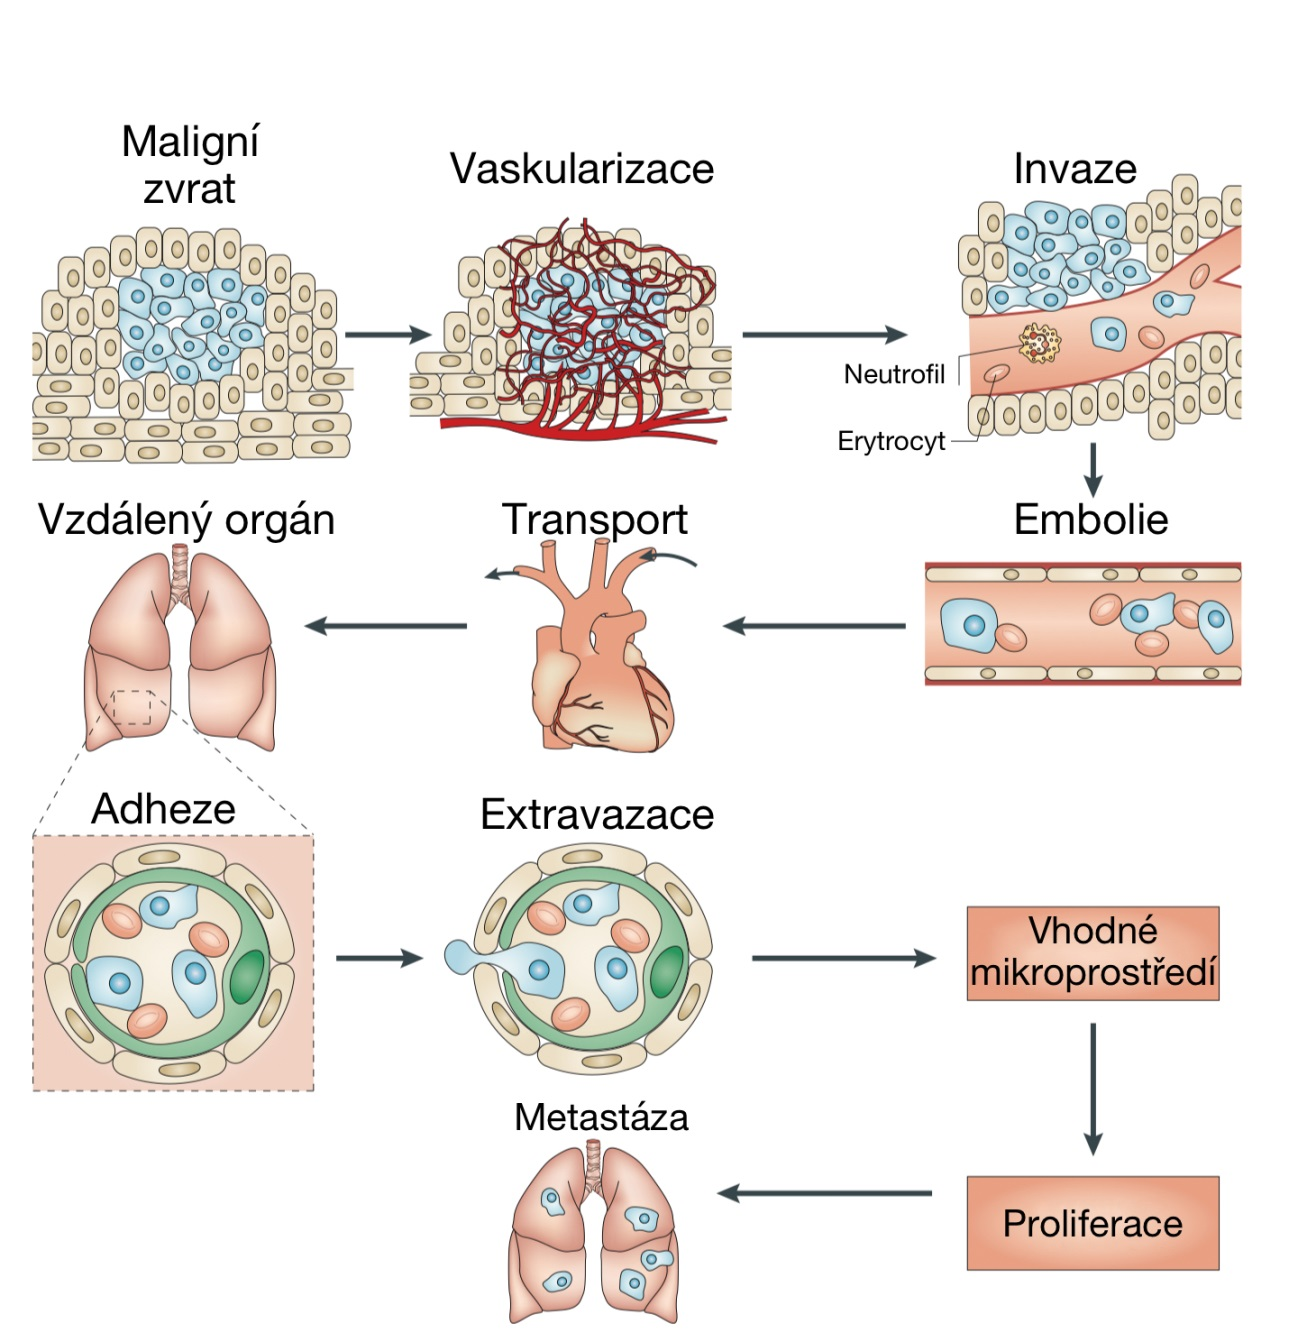 Maligní
zvrat
Vaskularizace
Invaze
Neutrofil
Erytrocyt
Vzdálený orgán
Transport
Embolie
Adheze
Extravazace
Vhodné
mikroprostředí
Metastáza
Proliferace